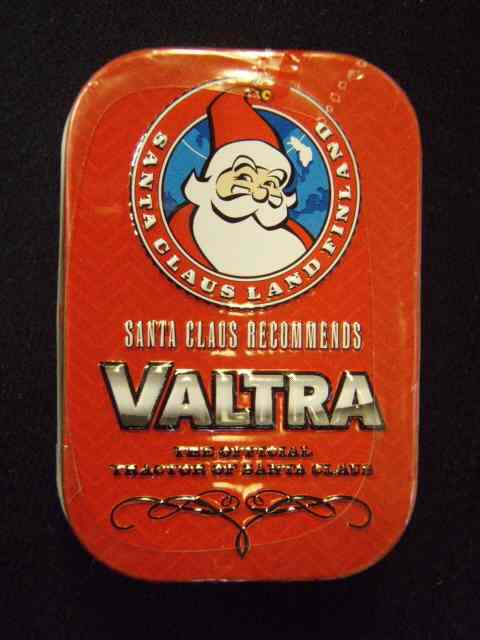 SANTA CLAUS LAND FINLAND
SANTA CLAUS RECOMMENDS
VALTRA
THE OFFICIAL
TRACTOR OF SANTA CLAUS